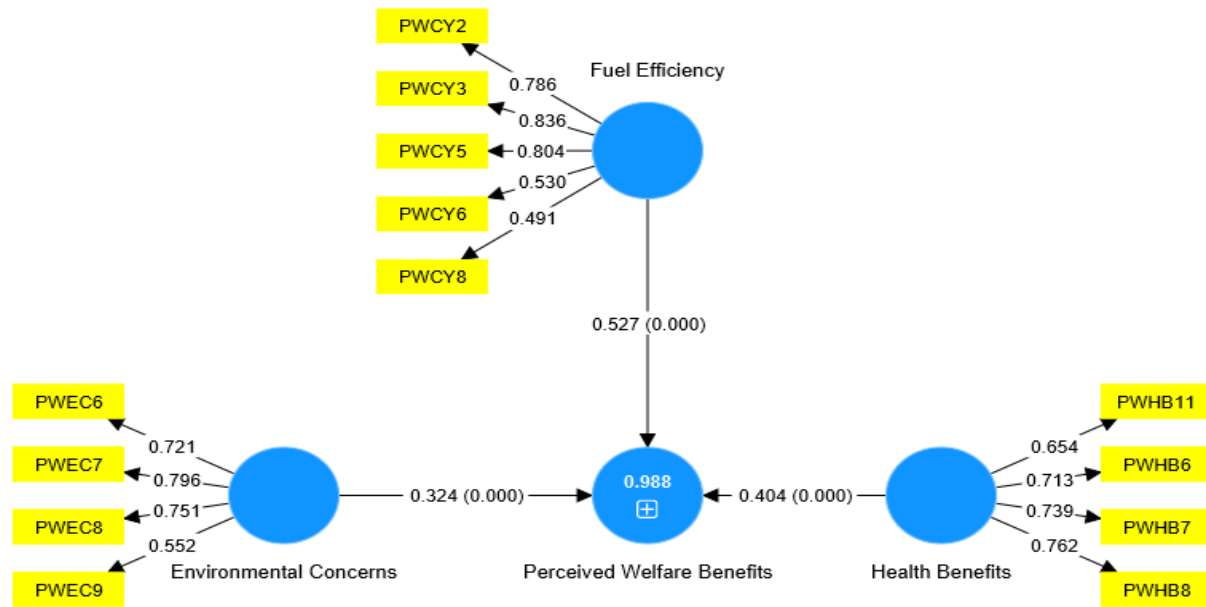 PWCY2
Fuel Efficiency
PWCY3
0.786
0.836
PWCY5
0.804
0.530
PWCY6
0.491
PWCY8
0.527 (0.000)
PWEC6
PWHB11
0.721
0.654
PWEC7
0.796
0.988
0.713
PWHB6
0.324 (0.000)
0.404 (0.000)
PWEC8
0.751
0.739
PWHB7
0.552
0.762
PWEC9
Environmental Concerns
Perceived Welfare Benefits
Health Benefits
PWHB8